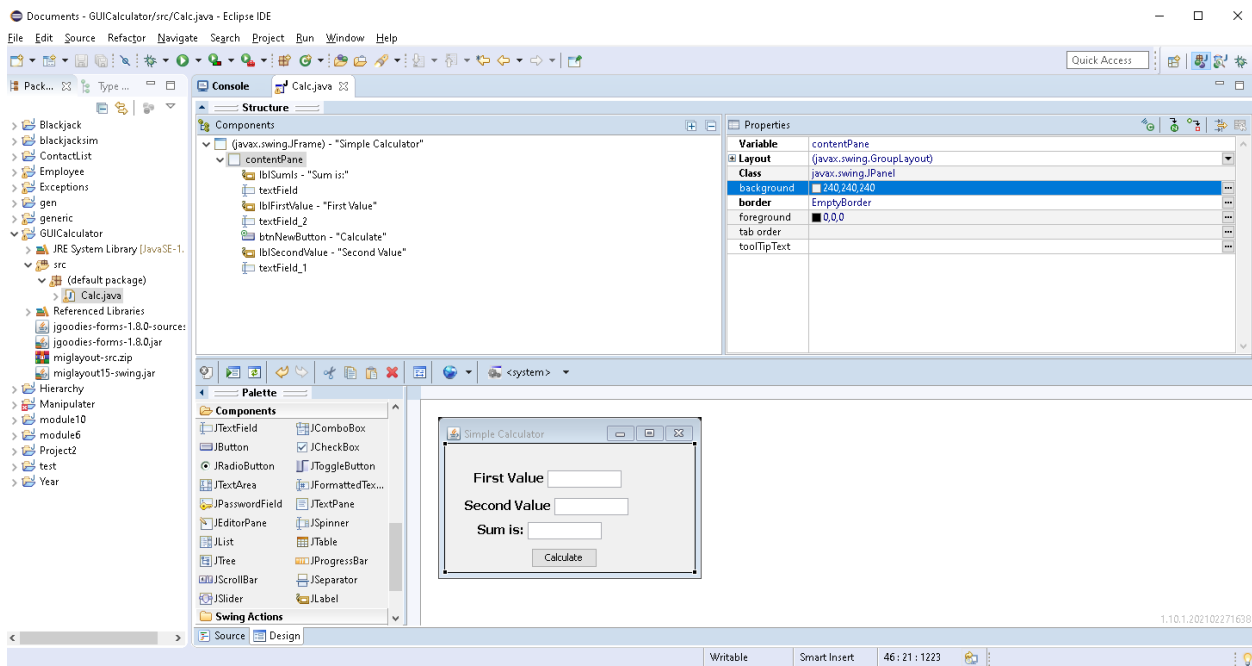 Documents - GUICalculator/src/Calc.java - Eclipse IDE
File Edit Source Refactor Navigate Search Project Run Window Help
Quick Access
Pack... Type ...
Blackjack
blackjacksim
ContactList
Employee
Exceptions
gen
generic
GUICalculator
JRE System Library [JavaSE-1.
src
(default package)
Calc.java
Referenced Libraries
jgoodies-forms-1.8.0-sources
jgoodies-forms-1.8.0.jar
miglayout-src.zip
miglayout15-swing.jar
Hierarchy
Manipulater
module10
module6
Project2
test
Year
Console Calc.java
Structure
Components
(javax.swing.JFrame) - "Simple Calculator"
contentPane
lblSumIs - "Sum is:"
textField
lblFirstValue - "First Value"
textField_2
btnNewButton - "Calculate"
lblSecondValue - "Second Value"
textField_1
Properties
Variable contentPane
Layout (javax.swing.GroupLayout)
Class javax.swing.JPanel
background 240,240,240
border EmptyBorder
foreground 0,0,0
tab order
toolTipText
<system>
Palette
Components
JTextField JComboBox
JButton JCheckBox
JRadioButton JToggleButton
JTextArea JFormattedTex...
JPasswordField JTextPane
JEditorPane JSpinner
JList JTable
JTree JProgressBar
JScrollBar JSeparator
JSlider JLabel
Swing Actions
Simple Calculator
First Value
Second Value
Sum is:
Calculate
1.10.1.202102271638
Source Design
Writable Smart Insert 46 : 21 : 1223